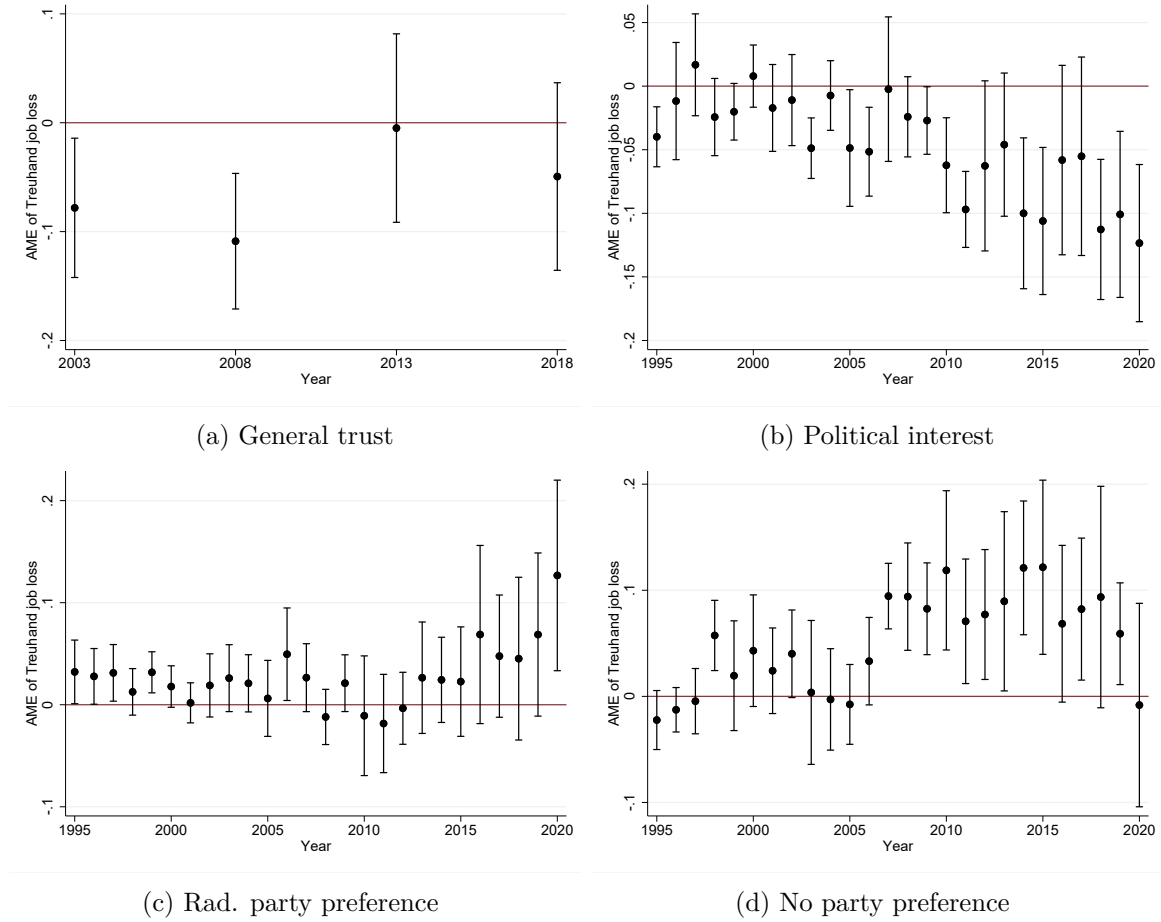 .1
0
-.1
-.2
AME of Treuhand job loss
2003 2008 2013 2018
Year
(a) General trust
.05
0
-.05
-.1
-.15
-.2
AME of Treuhand job loss
1995 2000 2005 2010 2015 2020
Year
(b) Political interest
.2
.1
0
-.1
AME of Treuhand job loss
1995 2000 2005 2010 2015 2020
Year
(c) Rad. party preference
.2
.1
0
-.1
AME of Treuhand job loss
1995 2000 2005 2010 2015 2020
Year
(d) No party preference